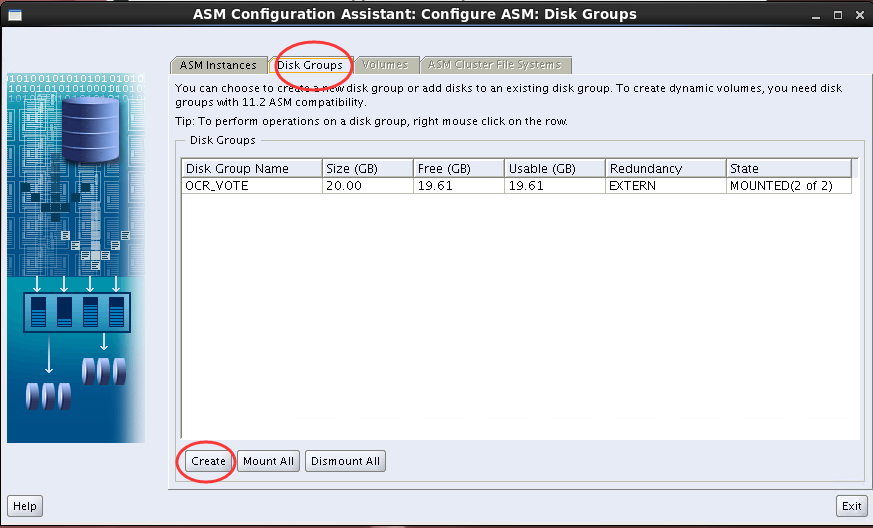 ASM Configuration Assistant: Configure ASM: Disk Groups
ASM Instances Disk Groups Volumes ASM Cluster File Systems
You can choose to create a new disk group or add disks to an existing disk group. To create dynamic volumes, you need disk
groups with 11.2 ASM compatibility.
Tip: To perform operations on a disk group, right mouse click on the row.
Disk Groups
Disk Group Name Size (GB) Free (GB) Usable (GB) Redundancy State
OCR_VOTE 20.00 19.61 19.61 EXTERN MOUNTED(2 of 2)
Create Mount All Dismount All
Help Exit